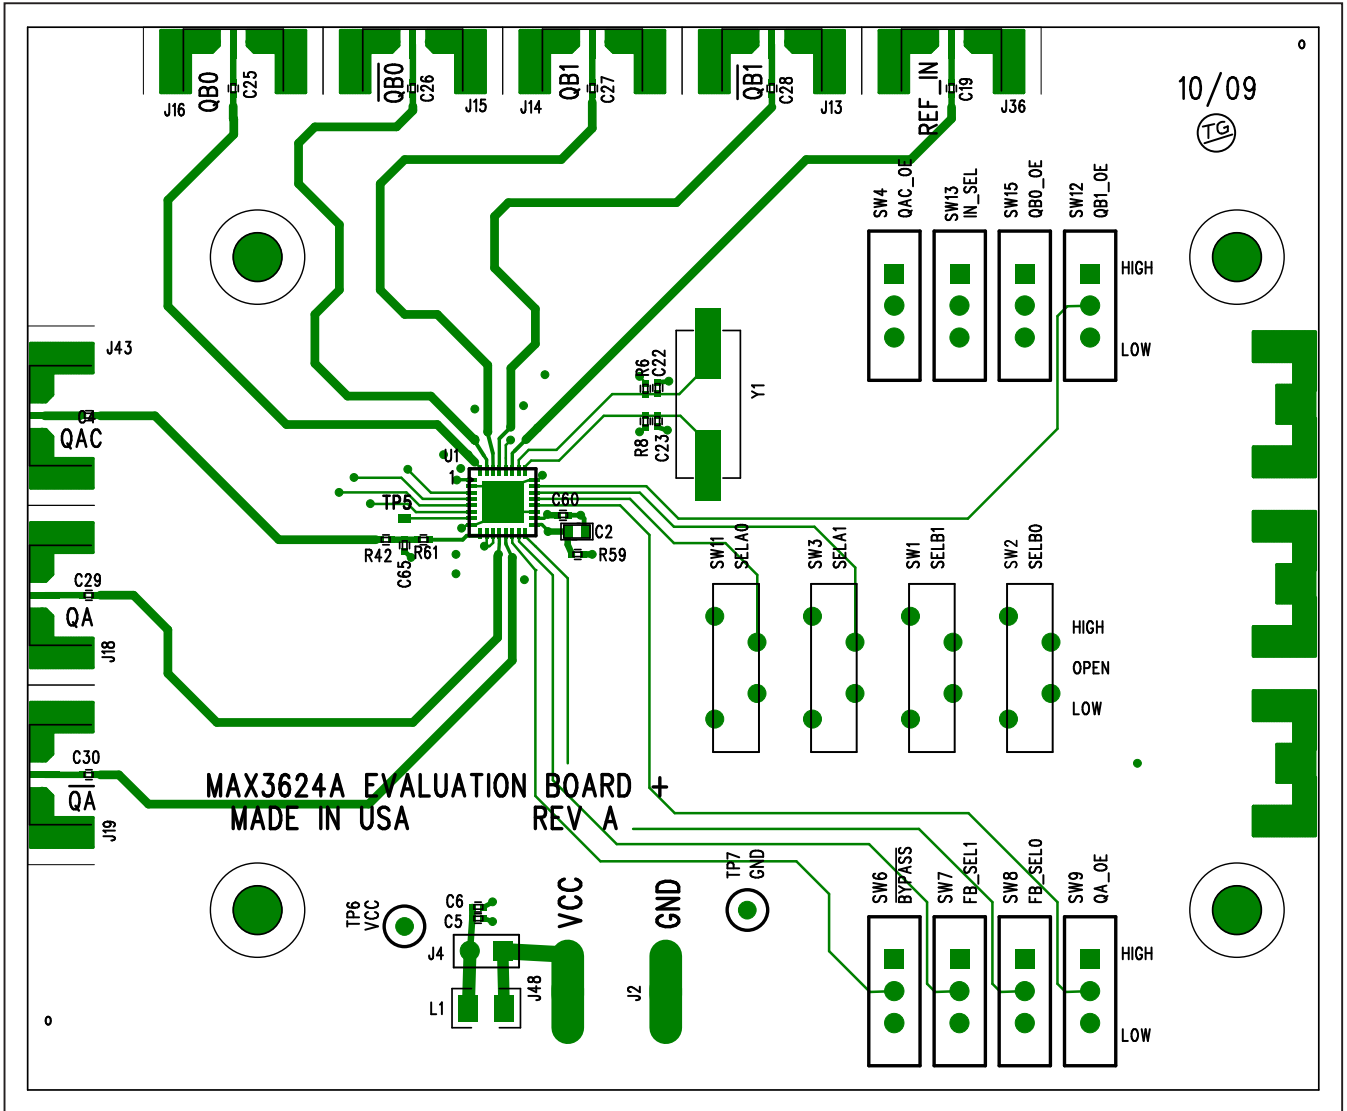 J16
QB0
C25
QB0
C26
J15
J14
QB1
C27
QB1
C28
J13
REF_IN
C19
J36
10/09
TG
SW4
QAC_OE
SW13
IN_SEL
SW15
QB0_OE
SW12
QB1_OE
HIGH
LOW
J43
C4
QAC
R6
C22
Y1
R8
C23
U1
1
TP5
C60
C2
R59
R42
C65
R61
SW11
SELA0
SW3
SELA1
SW1
SELB1
SW2
SELB0
HIGH
OPEN
LOW
C29
QA
J18
C30
QA
J19
MAX3624A EVALUATION BOARD +
MADE IN USA REV A
TP6
VCC
C6
C5
VCC
GND
TP7
GND
J4
L1
J48
J2
SW6
BYPASS
SW7
FB_SEL1
SW8
FB_SEL0
SW9
QA_OE
HIGH
LOW